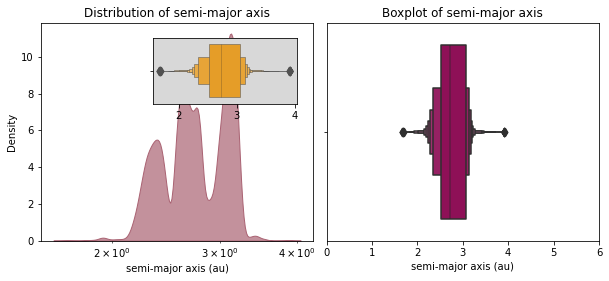 Distribution of semi-major axis
Density
10
8
6
4
2
0
2 3 4
2 × 10⁰ 3 × 10⁰ 4 × 10⁰
semi-major axis (au)
Boxplot of semi-major axis
0 1 2 3 4 5 6
semi-major axis (au)